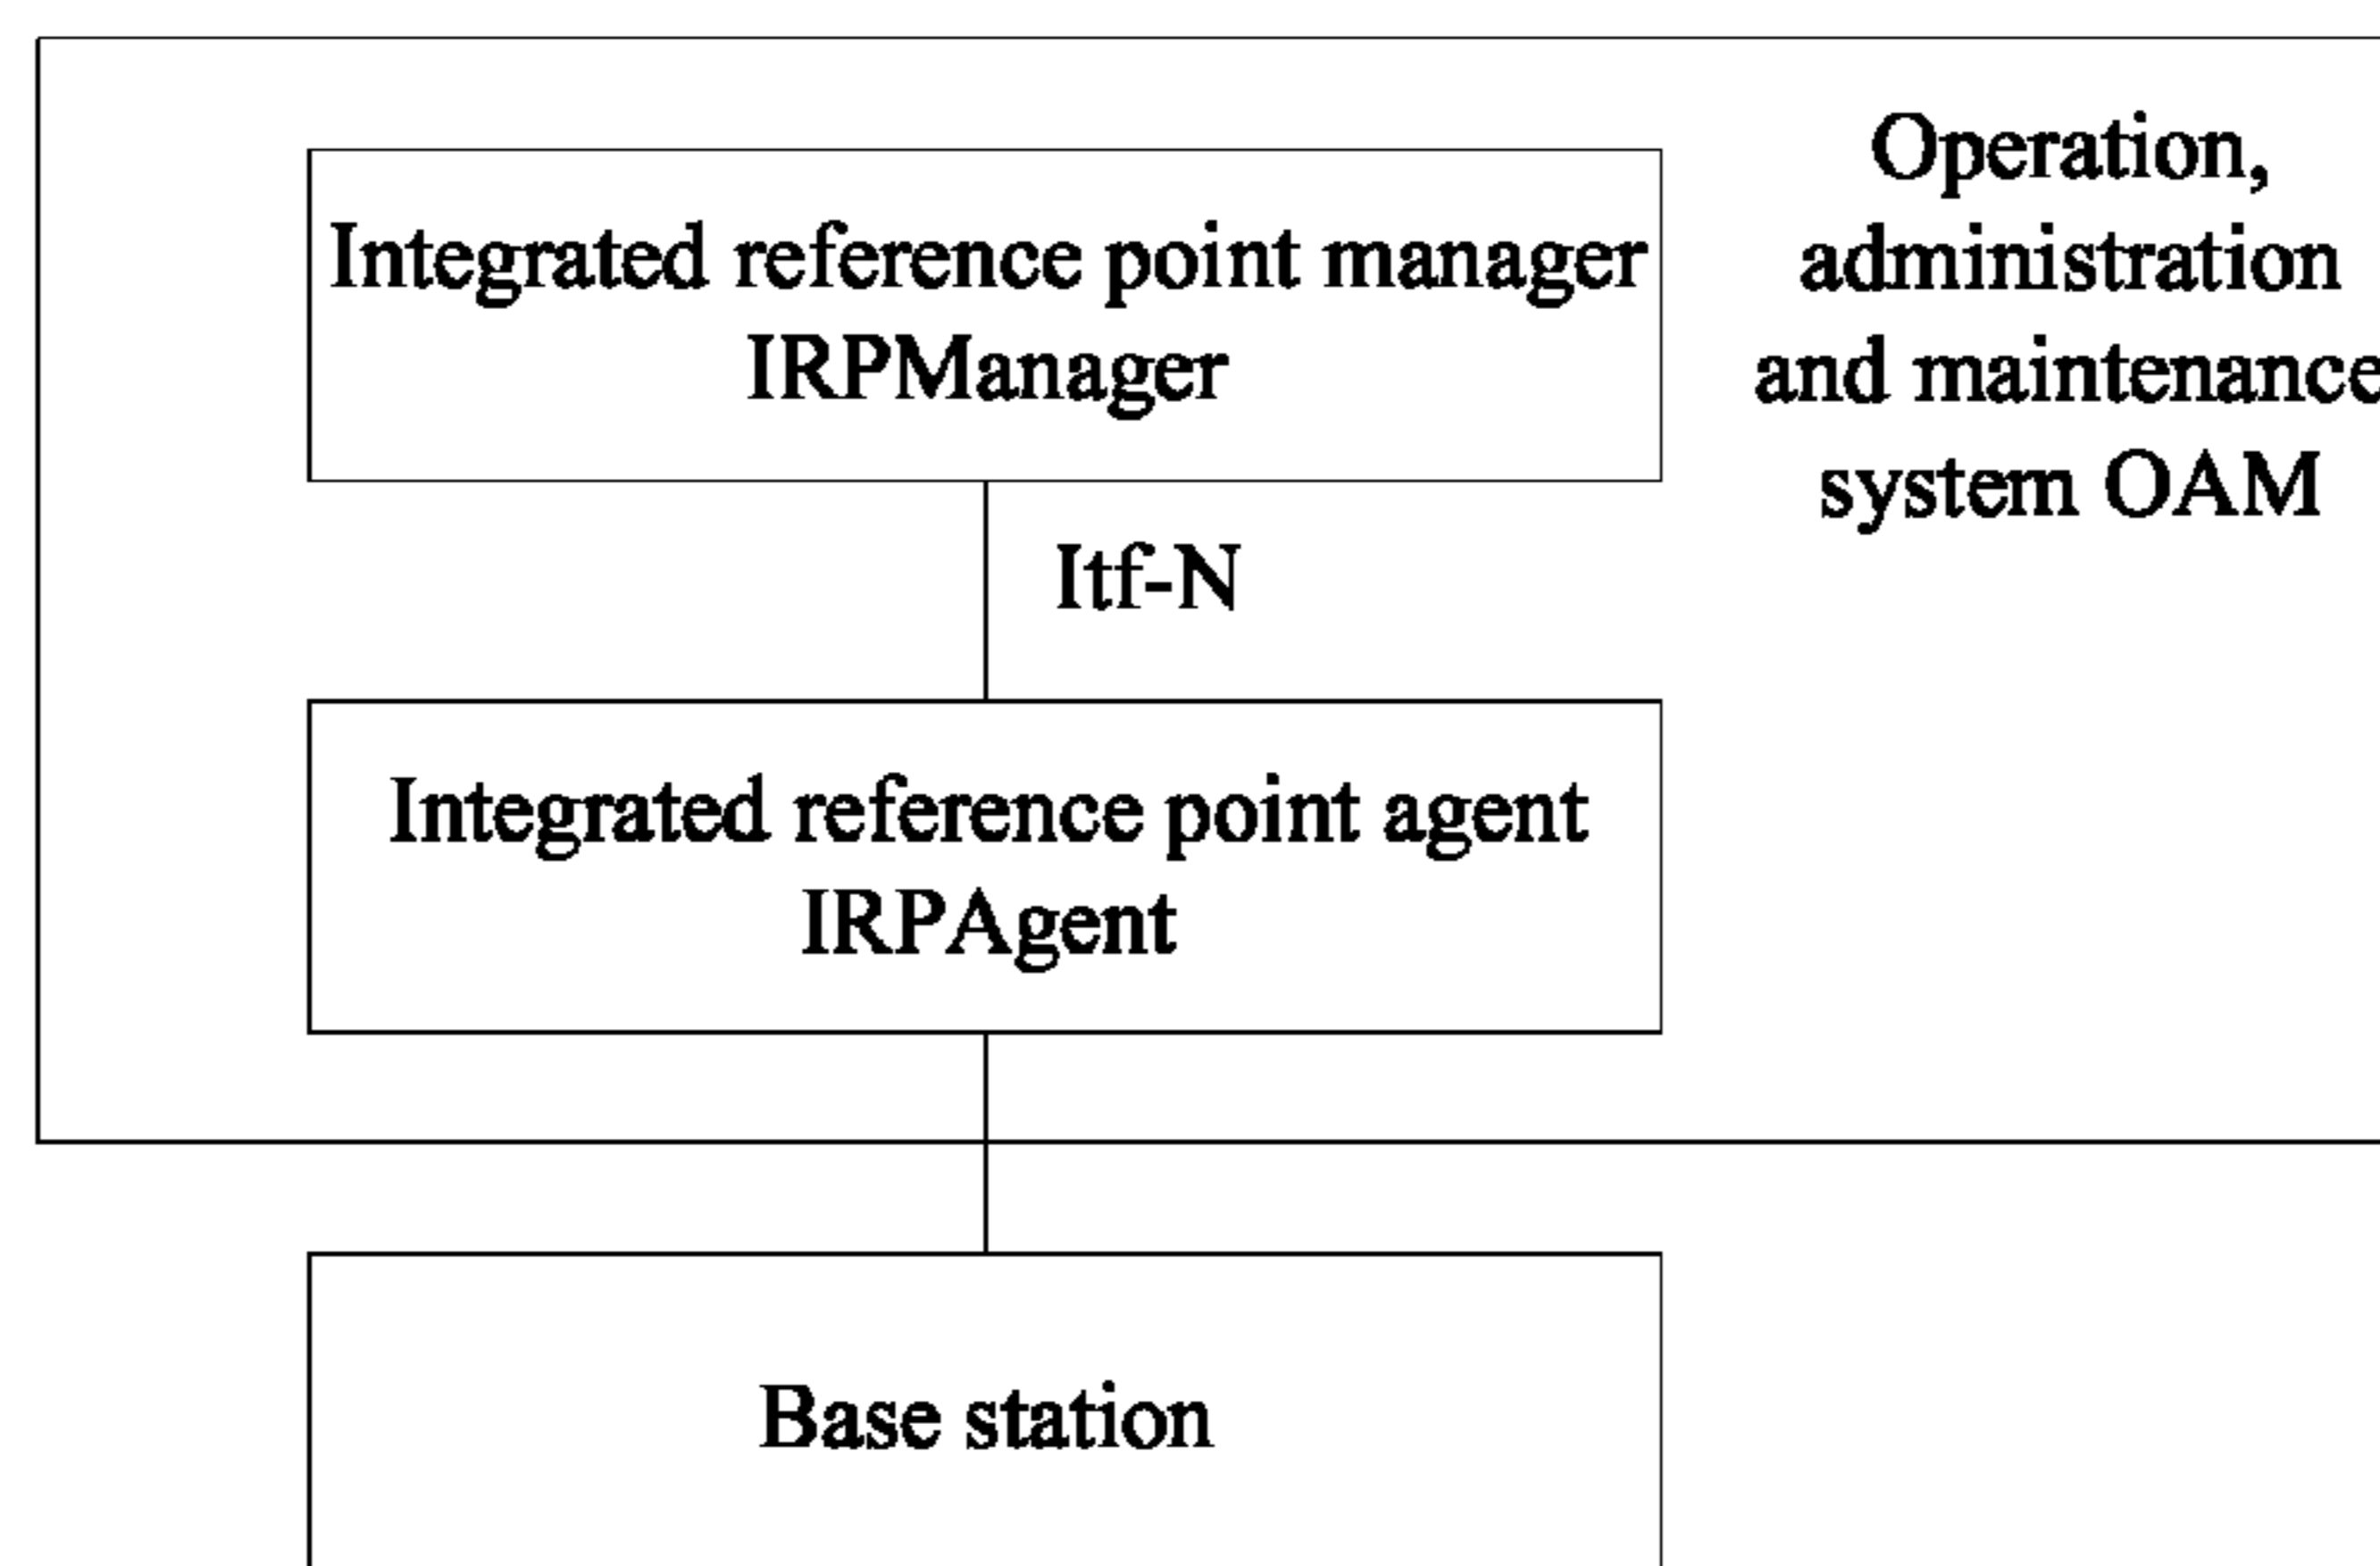 Integrated reference point manager
IRPManager
Operation,
administration
and maintenance
system OAM
Itf-N
Integrated reference point agent
IRPAgent
Base station